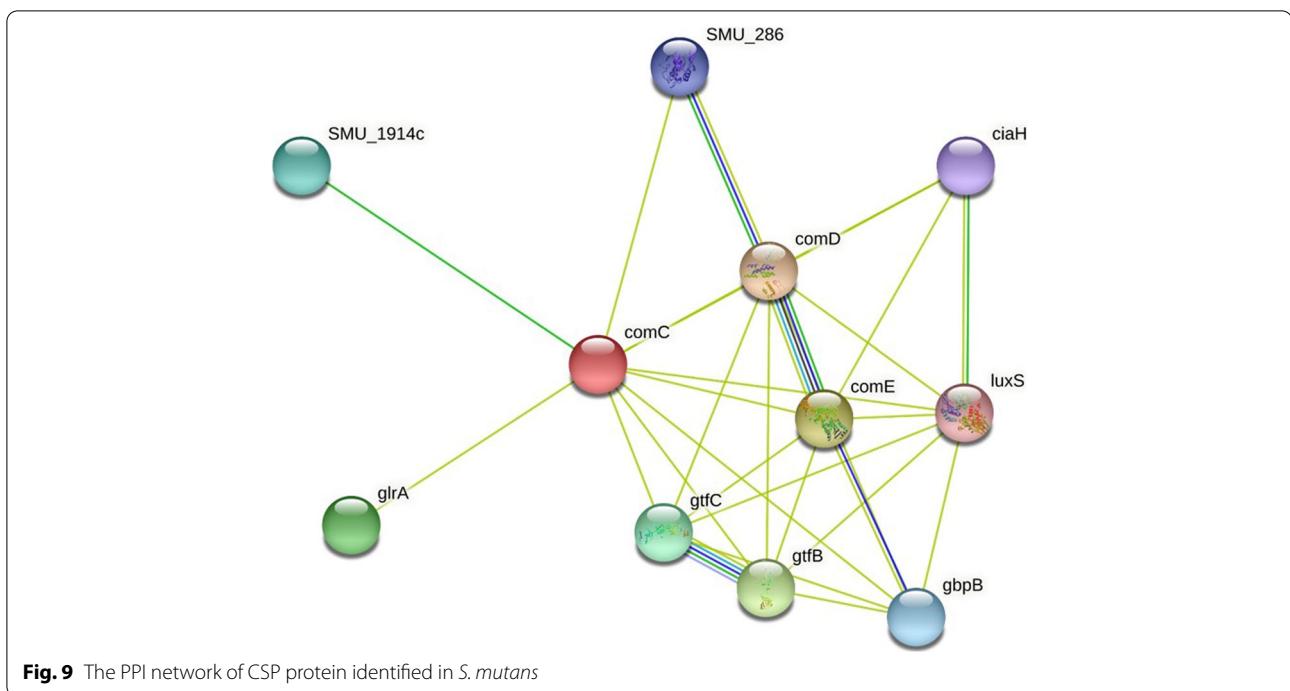 SMU_286
SMU_1914c
ciaH
comD
comC
comE
luxS
glrA
gtfC
gtfB
gbpB
Fig. 9 The PPI network of CSP protein identified in S. mutans